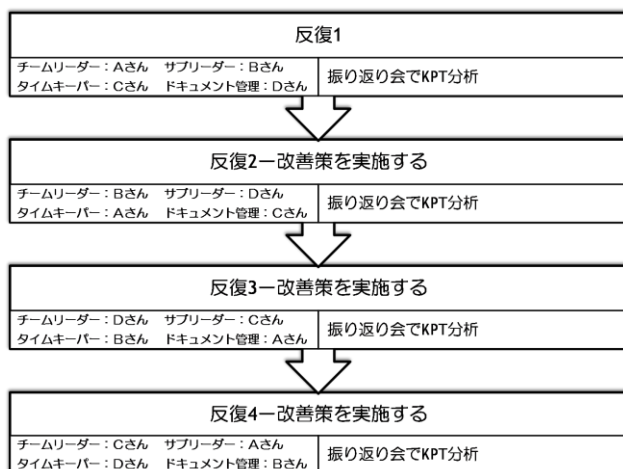 反復1
チームリーダー：Aさん　サブリーダー：Bさん
タイムキーパー：Cさん　ドキュメント管理：Dさん
振り返り会でKPT分析
反復2ー改善策を実施する
チームリーダー：Bさん　サブリーダー：Dさん
タイムキーパー：Aさん　ドキュメント管理：Cさん
振り返り会でKPT分析
反復3ー改善策を実施する
チームリーダー：Dさん　サブリーダー：Cさん
タイムキーパー：Bさん　ドキュメント管理：Aさん
振り返り会でKPT分析
反復4ー改善策を実施する
チームリーダー：Cさん　サブリーダー：Aさん
タイムキーパー：Dさん　ドキュメント管理：Bさん
振り返り会でKPT分析